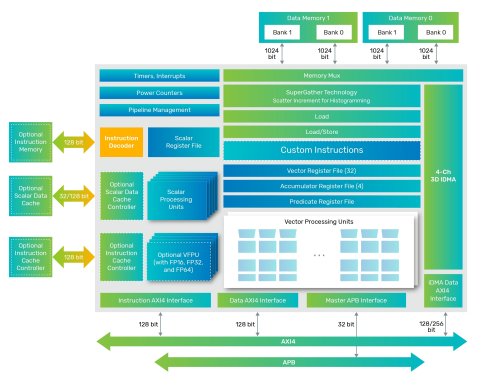 Data Memory 1
Data Memory 0
Bank 1
Bank 0
Bank 1
Bank 0
1024
bit
1024
bit
1024
bit
1024
bit
Timers, Interrupts
Memory Mux
Power Counters
SuperGather Technology
Scatter Increment for Histogramming
Pipeline Management
Load
Load/Store
Optional
Instruction
Memory
128 bit
Instruction
Decoder
Scalar
Register File
Custom Instructions
4-Ch
3D IDMA
Vector Register File (32)
Accumulator Register File (4)
Predicate Register File
Optional
Scalar Data
Cache
32/128 bit
Optional
Scalar Data
Cache
Controller
Scalar
Processing
Units
Vector Processing Units
...
Optional
Instruction
Cache
Controller
128 bit
Optional
Instruction
Cache
Controller
Optional VFPU
(with FP16, FP32,
and FP64)
iDMA Data
AXI4
Interface
Instruction AXI4 Interface
Data AXI4 Interface
Master APB Interface
128 bit
128 bit
32 bit
128/256
bit
AXI4
APB